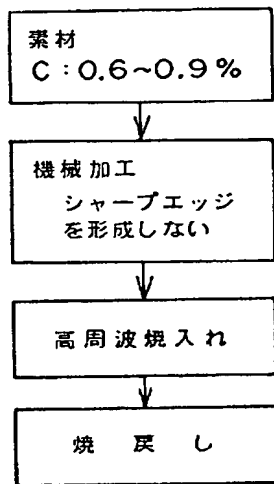 素材
C:0.6~0.9%
機械加工
シャープエッジ
を形成しない
高周波焼入れ
焼戻し